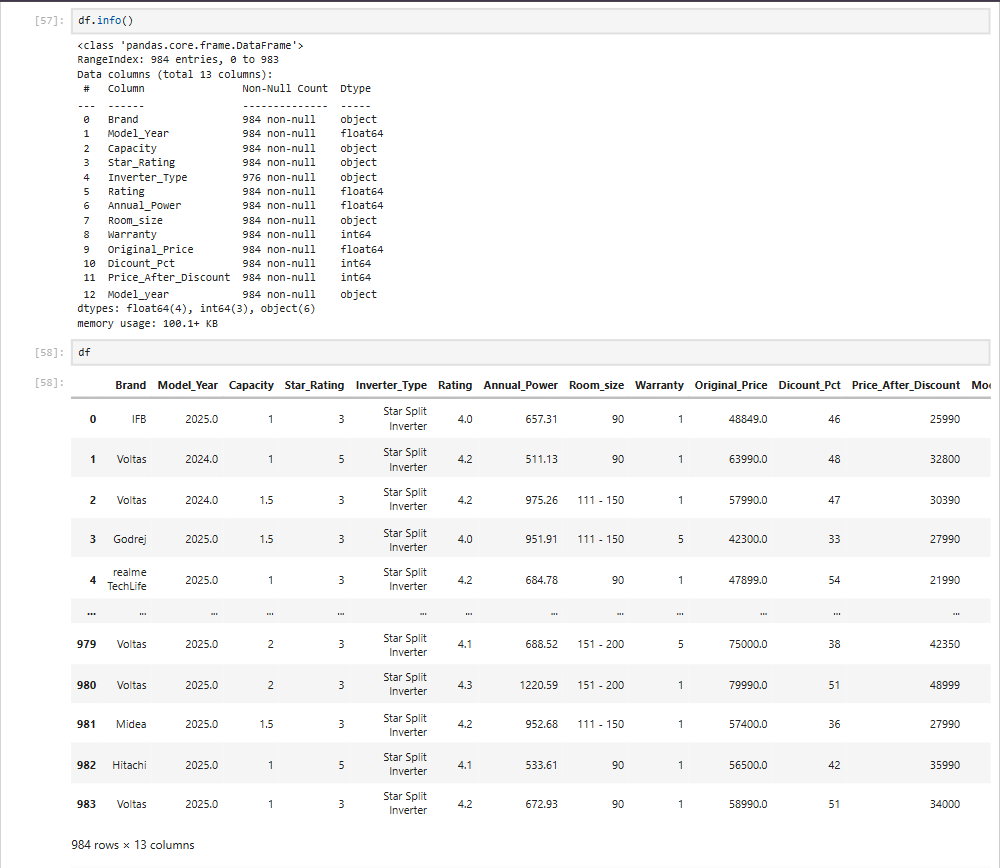 [57]: df.info()
<class 'pandas.core.frame.DataFrame'>
RangeIndex: 984 entries, 0 to 983
Data columns (total 13 columns):
# Column Non-Null Count Dtype
--- ------ -------------- -----
0 Brand 984 non-null object
1 Model_Year 984 non-null float64
2 Capacity 984 non-null object
3 Star_Rating 984 non-null object
4 Inverter_Type 976 non-null object
5 Rating 984 non-null float64
6 Annual_Power 984 non-null float64
7 Room_size 984 non-null object
8 Warranty 984 non-null int64
9 Original_Price 984 non-null float64
10 Dicount_Pct 984 non-null int64
11 Price_After_Discount 984 non-null int64
12 Model_year 984 non-null object
dtypes: float64(4), int64(3), object(6)
memory usage: 100.1+ KB
[58]: df
[58]:
Brand Model_Year Capacity Star_Rating Inverter_Type Rating Annual_Power Room_size Warranty Original_Price Dicount_Pct Price_After_Discount Moc
0 IFB 2025.0 1 3 Star Split Inverter 4.0 657.31 90 1 48849.0 46 25990
1 Voltas 2024.0 1 5 Star Split Inverter 4.2 511.13 90 1 63990.0 48 32800
2 Voltas 2024.0 1.5 3 Star Split Inverter 4.2 975.26 111 - 150 1 57990.0 47 30390
3 Godrej 2025.0 1.5 3 Star Split Inverter 4.0 951.91 111 - 150 5 42300.0 33 27990
4 realme TechLife 2025.0 1 3 Star Split Inverter 4.2 684.78 90 1 47899.0 54 21990
... ... ... ... ... ... ... ... ... ... ... ... ...
979 Voltas 2025.0 2 3 Star Split Inverter 4.1 688.52 151 - 200 5 75000.0 38 42350
980 Voltas 2025.0 2 3 Star Split Inverter 4.3 1220.59 151 - 200 1 79990.0 51 48999
981 Midea 2025.0 1.5 3 Star Split Inverter 4.2 952.68 111 - 150 1 57400.0 36 27990
982 Hitachi 2025.0 1 5 Star Split Inverter 4.1 533.61 90 1 56500.0 42 35990
983 Voltas 2025.0 1 3 Star Split Inverter 4.2 672.93 90 1 58990.0 51 34000
984 rows × 13 columns